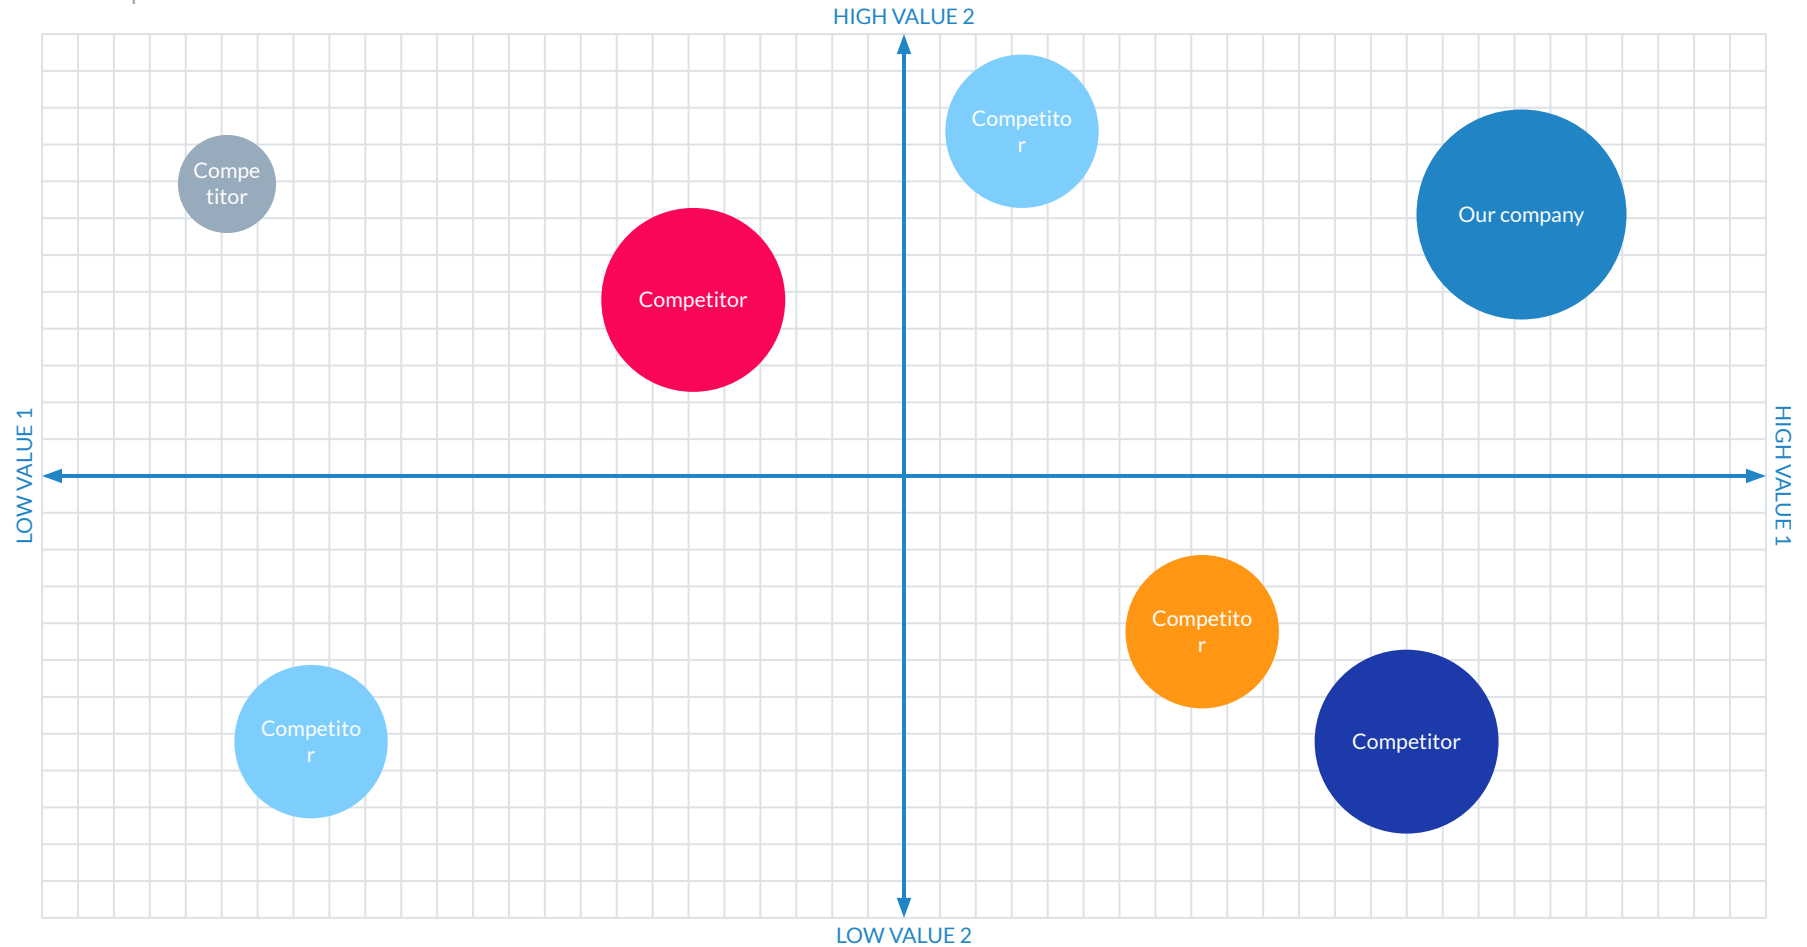 HIGH VALUE 2
Competito
r
Compe
titor
Our company
Competitor
LOW VALUE 1
HIGH VALUE 1
Competito
r
Competito
r
Competitor
LOW VALUE 2